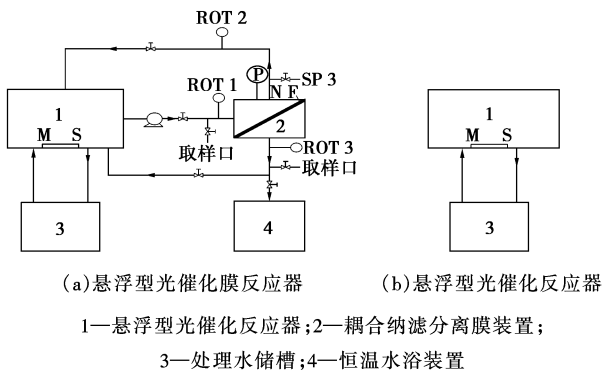 ROT 2
P
SP 3
ROT 1
N F
1
2
M S
取样口
ROT 3
取样口
3
4
(a)悬浮型光催化膜反应器
1
M S
3
(b)悬浮型光催化反应器
1—悬浮型光催化反应器;2—耦合纳滤分离膜装置;
3—处理水储槽;4—恒温水浴装置